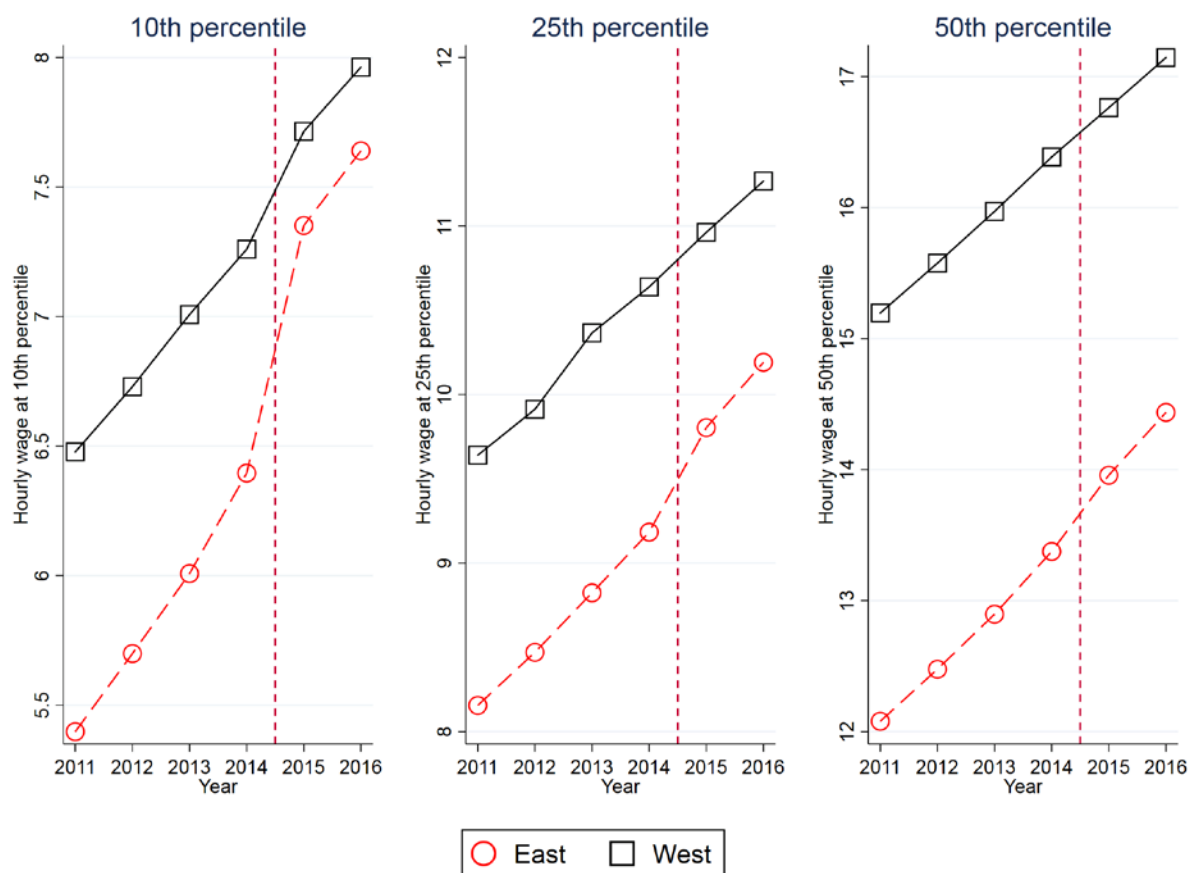 10th percentile
Hourly wage at 10th percentile
8
7.5
7
6.5
6
5.5
2011 2012 2013 2014 2015 2016
Year
25th percentile
Hourly wage at 25th percentile
12
11
10
9
8
2011 2012 2013 2014 2015 2016
Year
50th percentile
Hourly wage at 50th percentile
17
16
15
14
13
12
2011 2012 2013 2014 2015 2016
Year
East West